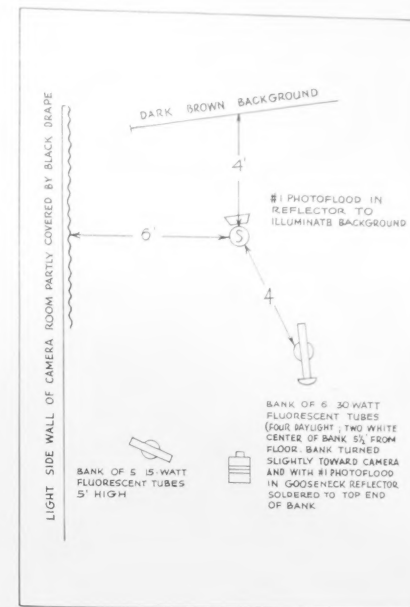 DARK BROWN BACKGROUND
4'
#1 PHOTOFLOOD IN
REFLECTOR TO
ILLUMINATE BACKGROUND
S
6'
4
LIGHT SIDE WALL OF CAMERA ROOM PARTLY COVERED BY BLACK DRAPE
BANK OF 6 30-WATT
FLUORESCENT TUBES
(FOUR DAYLIGHT; TWO WHITE
CENTER OF BANK 5½' FROM
FLOOR. BANK TURNED
SLIGHTLY TOWARD CAMERA
AND WITH #1 PHOTOFLOOD
IN GOOSENECK REFLECTOR
SOLDERED TO TOP END
OF BANK
BANK OF 5 15-WATT
FLUORESCENT TUBES
5' HIGH